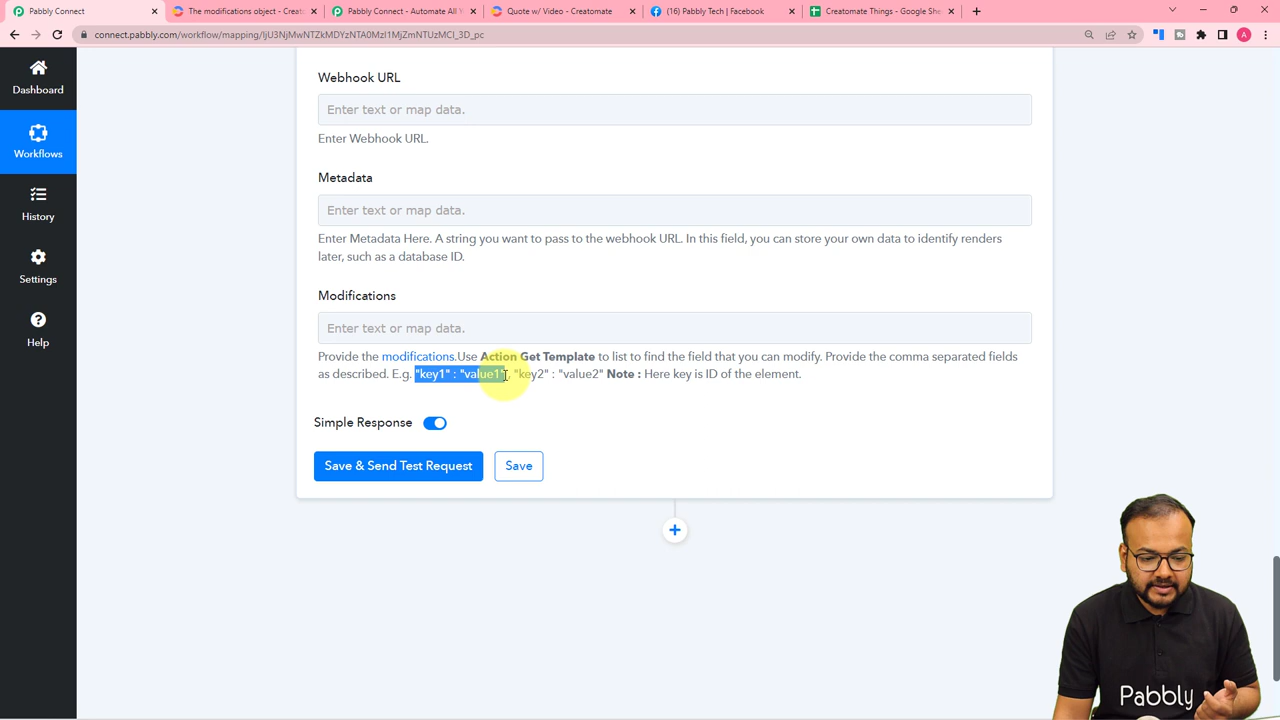 Pabbly Connect
The modifications object - Creato
Pabbly Connect - Automate All Y
Quote w/ Video - Creatomate
(16) Pabbly Tech | Facebook
Creatomate Things - Google She
connect.pabbly.com/workflow/mapping/
A
Dashboard
Workflows
History
Settings
Help
Webhook URL
Enter text or map data.
Enter Webhook URL.
Metadata
Enter text or map data.
Enter Metadata Here. A string you want to pass to the webhook URL. In this field, you can store your own data to identify renders
later, such as a database ID.
Modifications
Enter text or map data.
Provide the modifications.Use Action Get Template to list to find the field that you can modify. Provide the comma separated fields
as described. E.g. "key1" : "value1", "key2" : "value2" Note : Here key is ID of the element.
Simple Response
Save & Send Test Request
Save
Pabbly